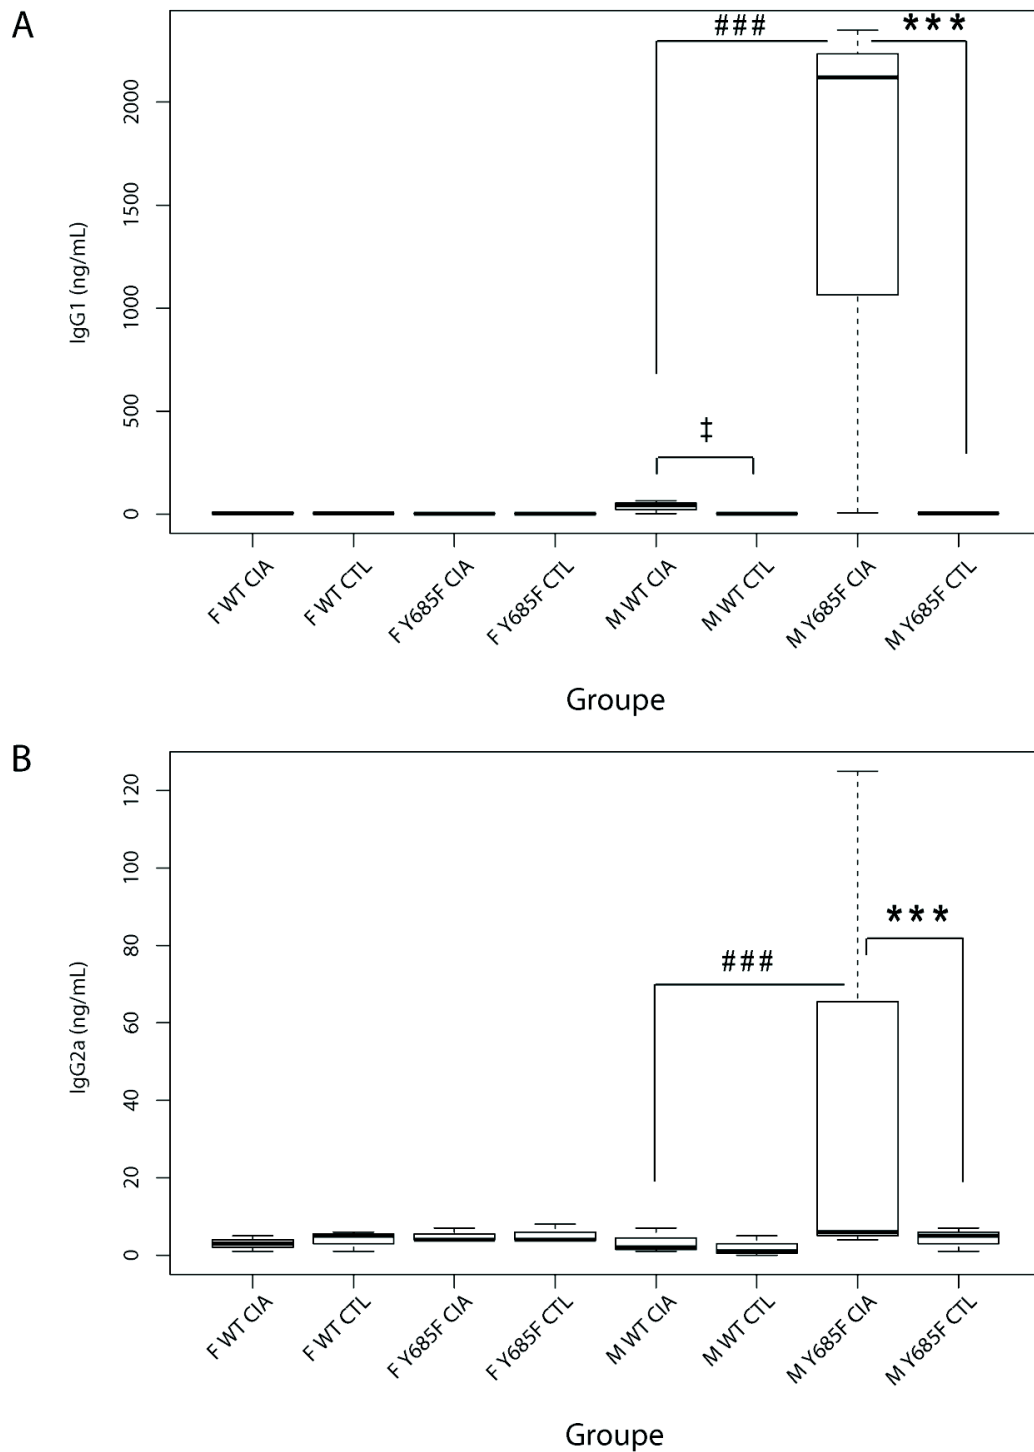 A
###
***
2000
1500
1000
500
0
IgG1 (ng/mL)
‡
F WT CIA
F WT CTL
F Y685F CIA
F Y685F CTL
M WT CIA
M WT CTL
M Y685F CIA
M Y685F CTL
Groupe
B
120
100
80
60
40
20
0
IgG2a (ng/mL)
***
###
F WT CIA
F WT CTL
F Y685F CIA
F Y685F CTL
M WT CIA
M WT CTL
M Y685F CIA
M Y685F CTL
Groupe